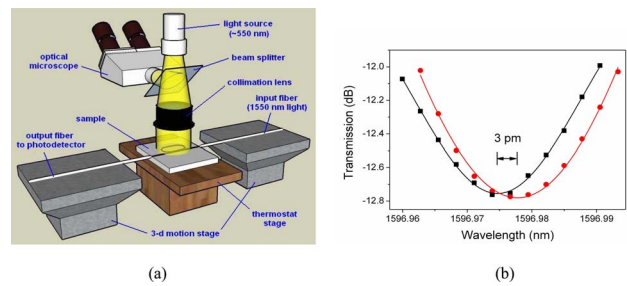 light source
(~550 nm)
optical
microscope
beam splitter
collimation lens
input fiber
(1550 nm light)
sample
output fiber
to photodetector
thermostat
stage
3-d motion stage
(a)
Transmission (dB)
-12.0
-12.2
-12.4
-12.6
-12.8
3 pm
1596.96
1596.97
1596.98
1596.99
Wavelength (nm)
(b)